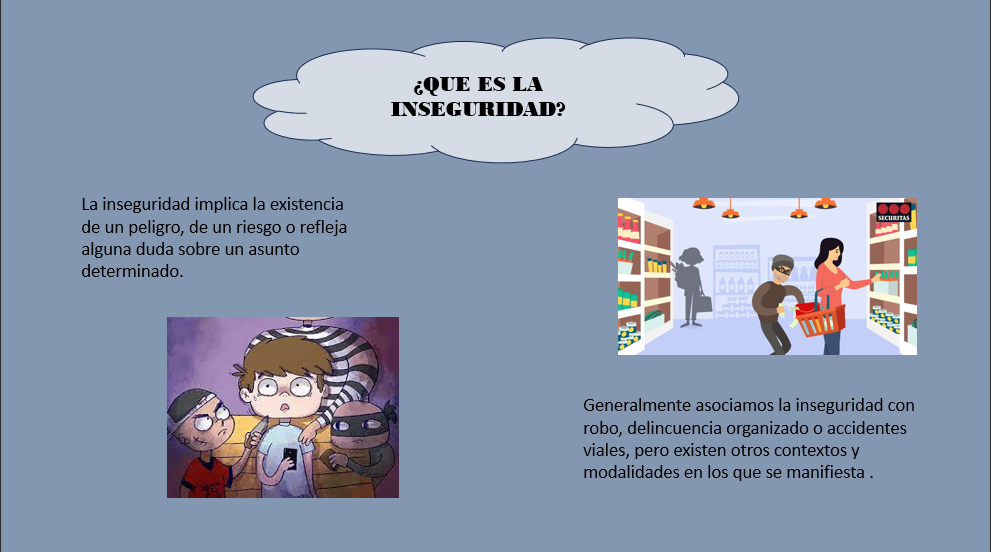 ¿QUE ES LA
INSEGURIDAD?
La inseguridad implica la existencia
de un peligro, de un riesgo o refleja
alguna duda sobre un asunto
determinado.
SECURITAS
Generalmente asociamos la inseguridad con
robo, delincuencia organizado o accidentes
viales, pero existen otros contextos y
modalidades en los que se manifiesta .